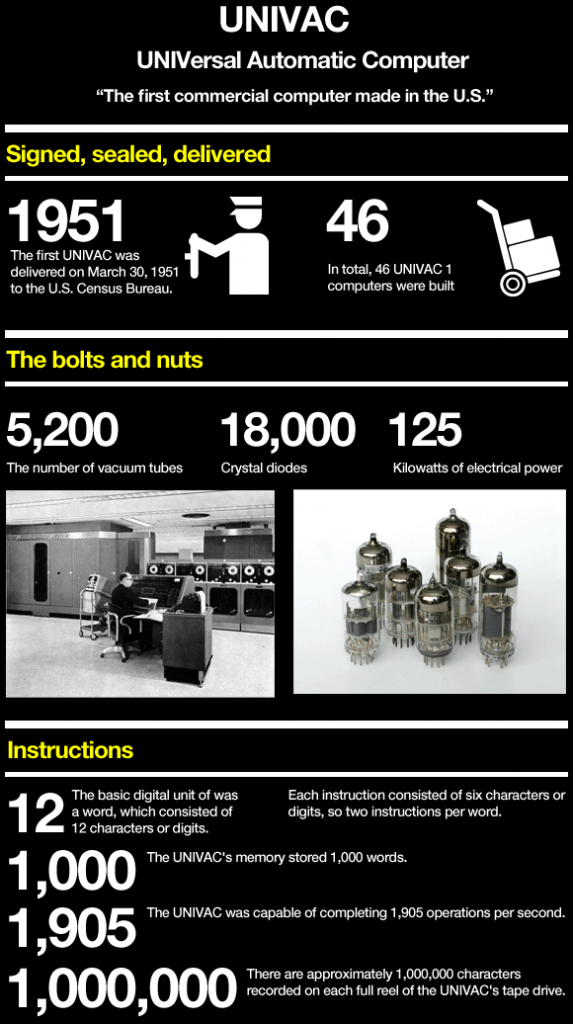 UNIVAC
UNIVersal Automatic Computer
“The first commercial computer made in the U.S.”
Signed, sealed, delivered
1951
The first UNIVAC was
delivered on March 30, 1951
to the U.S. Census Bureau.
46
In total, 46 UNIVAC 1
computers were built
The bolts and nuts
5,200
The number of vacuum tubes
18,000
Crystal diodes
125
Kilowatts of electrical power
Instructions
12
The basic digital unit of was
a word, which consisted of
12 characters or digits.
Each instruction consisted of six characters or
digits, so two instructions per word.
1,000
The UNIVAC's memory stored 1,000 words.
1,905
The UNIVAC was capable of completing 1,905 operations per second.
1,000,000
There are approximately 1,000,000 characters
recorded on each full reel of the UNIVAC's tape drive.